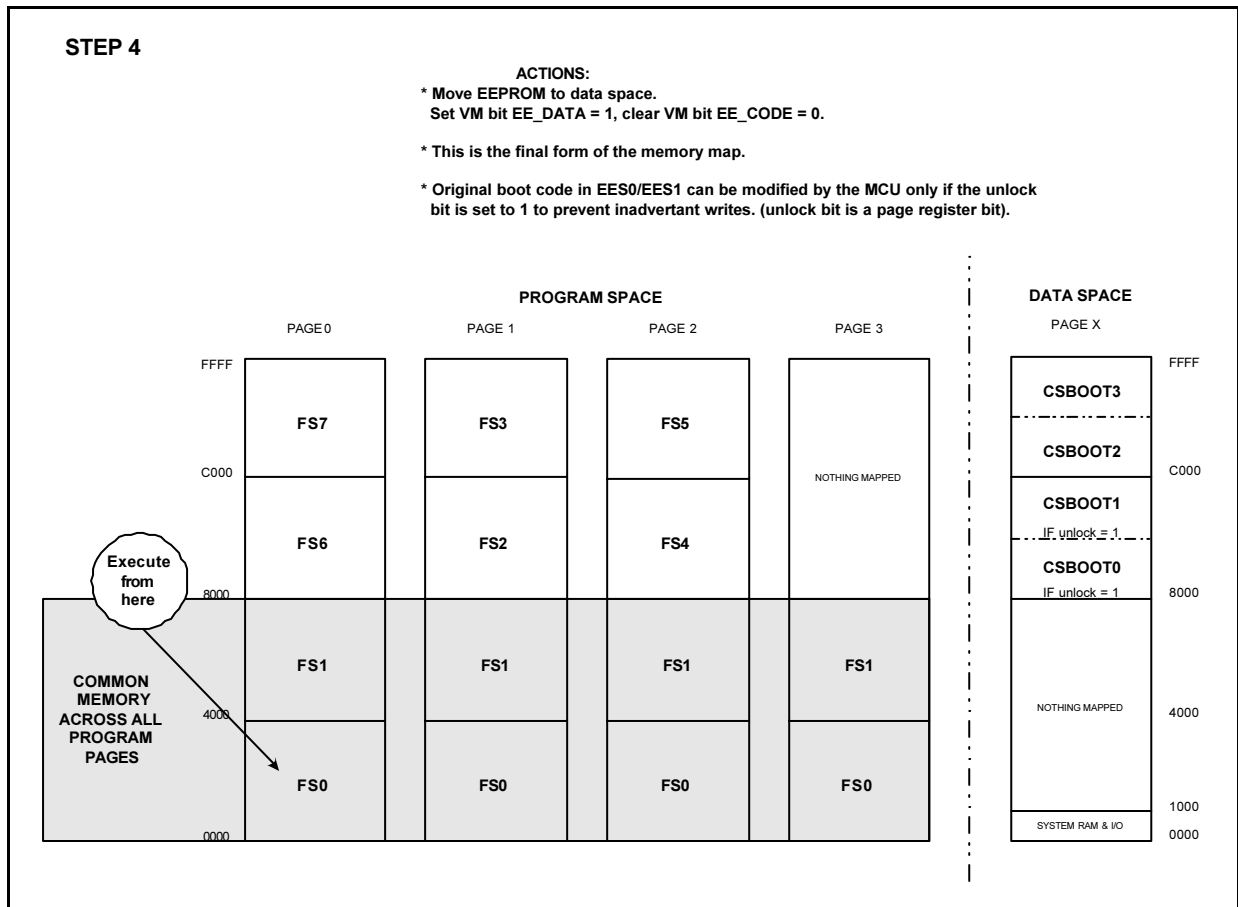 STEP 4
ACTIONS:
* Move EEPROM to data space.
Set VM bit EE_DATA = 1, clear VM bit EE_CODE = 0.
* This is the final form of the memory map.
* Original boot code in EES0/EES1 can be modified by the MCU only if the unlock
bit is set to 1 to prevent inadvertant writes. (unlock bit is a page register bit).
PROGRAM SPACE
DATA SPACE
PAGE 0
PAGE 1
PAGE 2
PAGE 3
PAGE X
FFFF
FFFF
CSBOOT3
FS7
FS3
FS5
CSBOOT2
C000
NOTHING MAPPED
C000
CSBOOT1
IF unlock = 1
FS6
FS2
FS4
Execute
from
here
CSBOOT0
IF unlock = 1
8000
8000
FS1
FS1
FS1
FS1
COMMON
MEMORY
ACROSS ALL
PROGRAM
PAGES
4000
NOTHING MAPPED
4000
FS0
FS0
FS0
FS0
1000
SYSTEM RAM & I/O
0000
0000